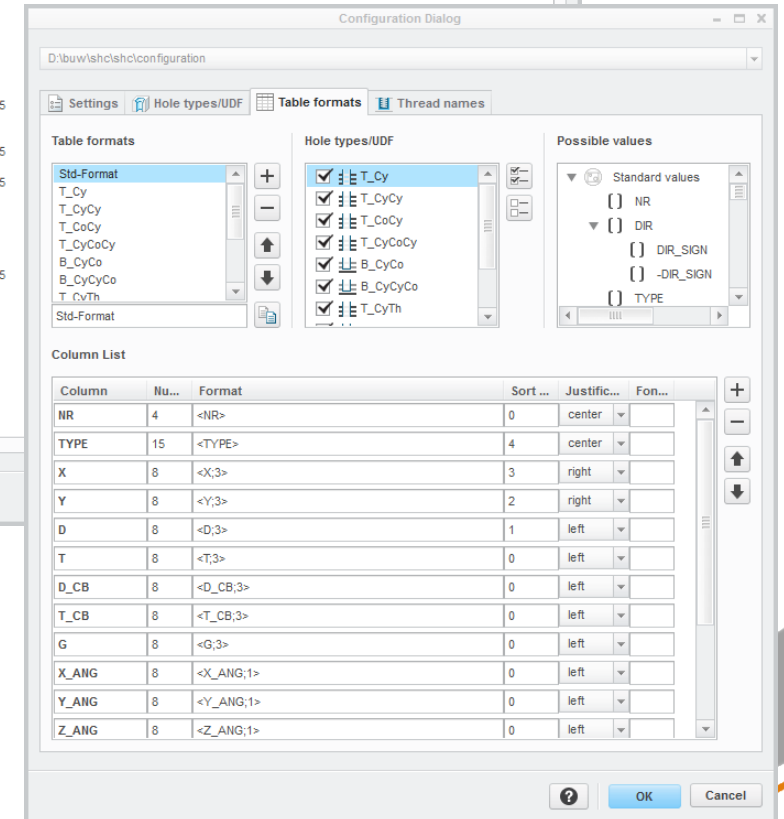 Configuration Dialog
D:\buw\shc\shc\configuration
Settings Hole types/UDF Table formats Thread names
Table formats Hole types/UDF Possible values
Std-Format
T_Cy
T_CyCy
T_CoCy
T_CyCoCy
B_CyCo
B_CyCyCo
T_CyTh
Std-Format
T_Cy
T_CyCy
T_CoCy
T_CyCoCy
B_CyCo
B_CyCyCo
T_CyTh
Standard values
NR
DIR
DIR_SIGN
-DIR_SIGN
TYPE
Column List
Column Nu... Format Sort ... Justific... Fon...
NR 4 <NR> 0 center
TYPE 15 <TYPE> 4 center
X 8 <X;3> 3 right
Y 8 <Y;3> 2 right
D 8 <D;3> 1 left
T 8 <T;3> 0 left
D_CB 8 <D_CB;3> 0 left
T_CB 8 <T_CB;3> 0 left
G 8 <G;3> 0 left
X_ANG 8 <X_ANG;1> 0 left
Y_ANG 8 <Y_ANG;1> 0 left
Z_ANG 8 <Z_ANG;1> 0 left
OK Cancel
5
5
5
5